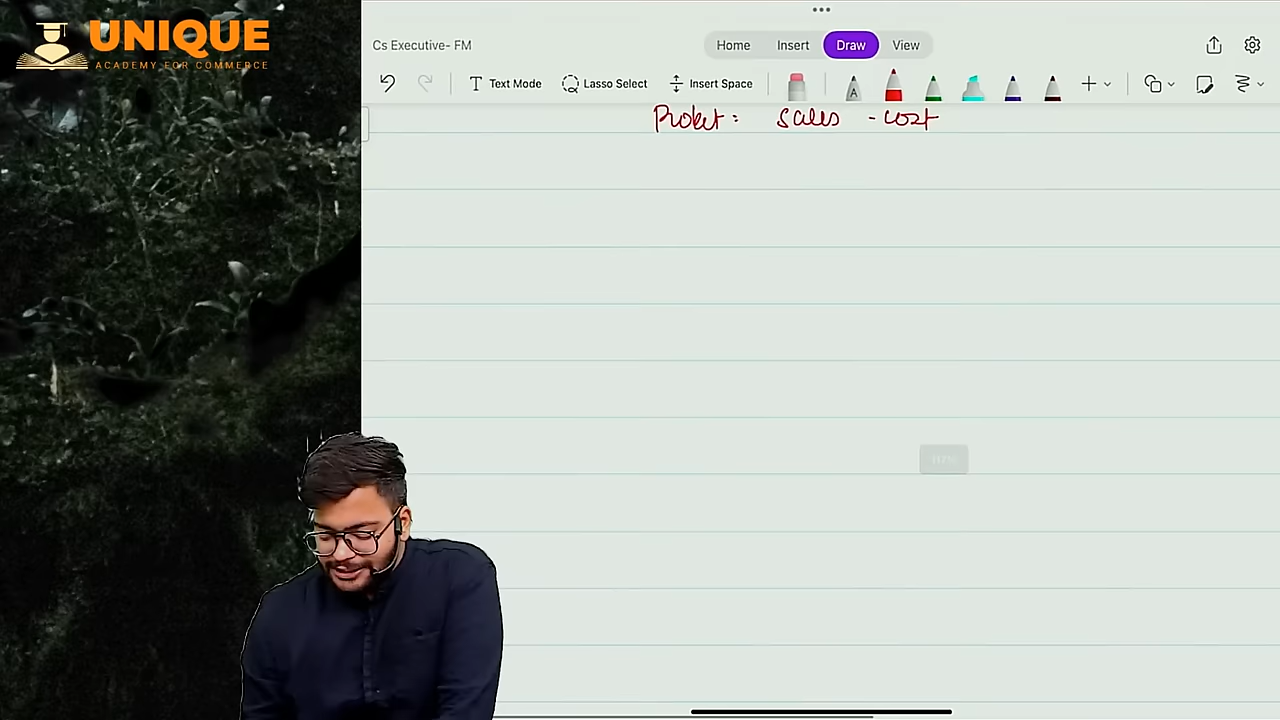 UNIQUE
ACADEMY FOR COMMERCE
Cs Executive- FM
Home Insert Draw View
Text Mode Lasso Select Insert Space
Profit: Sales - cost